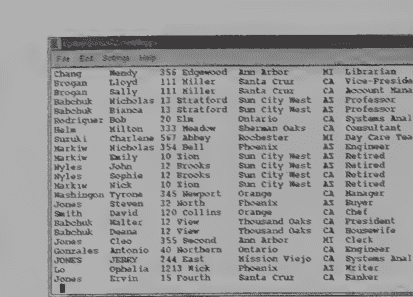 File Edit Settings Help
Chang Wendy 356 Edgewood Ann Arbor MI Librarian
Brogan Lloyd 111 Miller Santa Cruz CA Vice-Preside
Brogan Sally 111 Miller Santa Cruz CA Account Mana
Babchuk Nicholas 13 Stratford Sun City West AZ Professor
Babchuk Bianca 13 Stratford Sun City West AZ Professor
Rodriquez Bob 20 Elm Ontario CA Systems Anal
Helm Milton 333 Meadow Sherman Oaks CA Consultant
Suzuki Charlene 567 Abbey Rochester MI Day Care Tea
Markiw Nicholas 354 Bell Phoenix AZ Engineer
Markiw Emily 10 Zion Sun City West AZ Retired
Wyles John 12 Brooks Sun City West AZ Retired
Wyles Sophie 12 Brooks Sun City West AZ Retired
Markiw Nick 10 Zion Sun City West AZ Retired
Washingon Tyrone 345 Newport Orange CA Manager
Jones Steven 32 North Phoenix AZ Buyer
Smith David 120 Collins Orange CA Chef
Babchuk Walter 12 View Thousand Oaks CA President
Babchuk Deana 12 View Thousand Oaks CA Housewife
Jones Cleo 355 Second Ann Arbor MI Clerk
Gonzales Antonio 40 Northern Ontario CA Engineer
JONES JERRY 244 East Mission Viejo CA Systems Anal
Lo Ophelia 1213 Wick Phoenix AZ Writer
Jones Ervin 15 Fourth Santa Cruz CA Banker